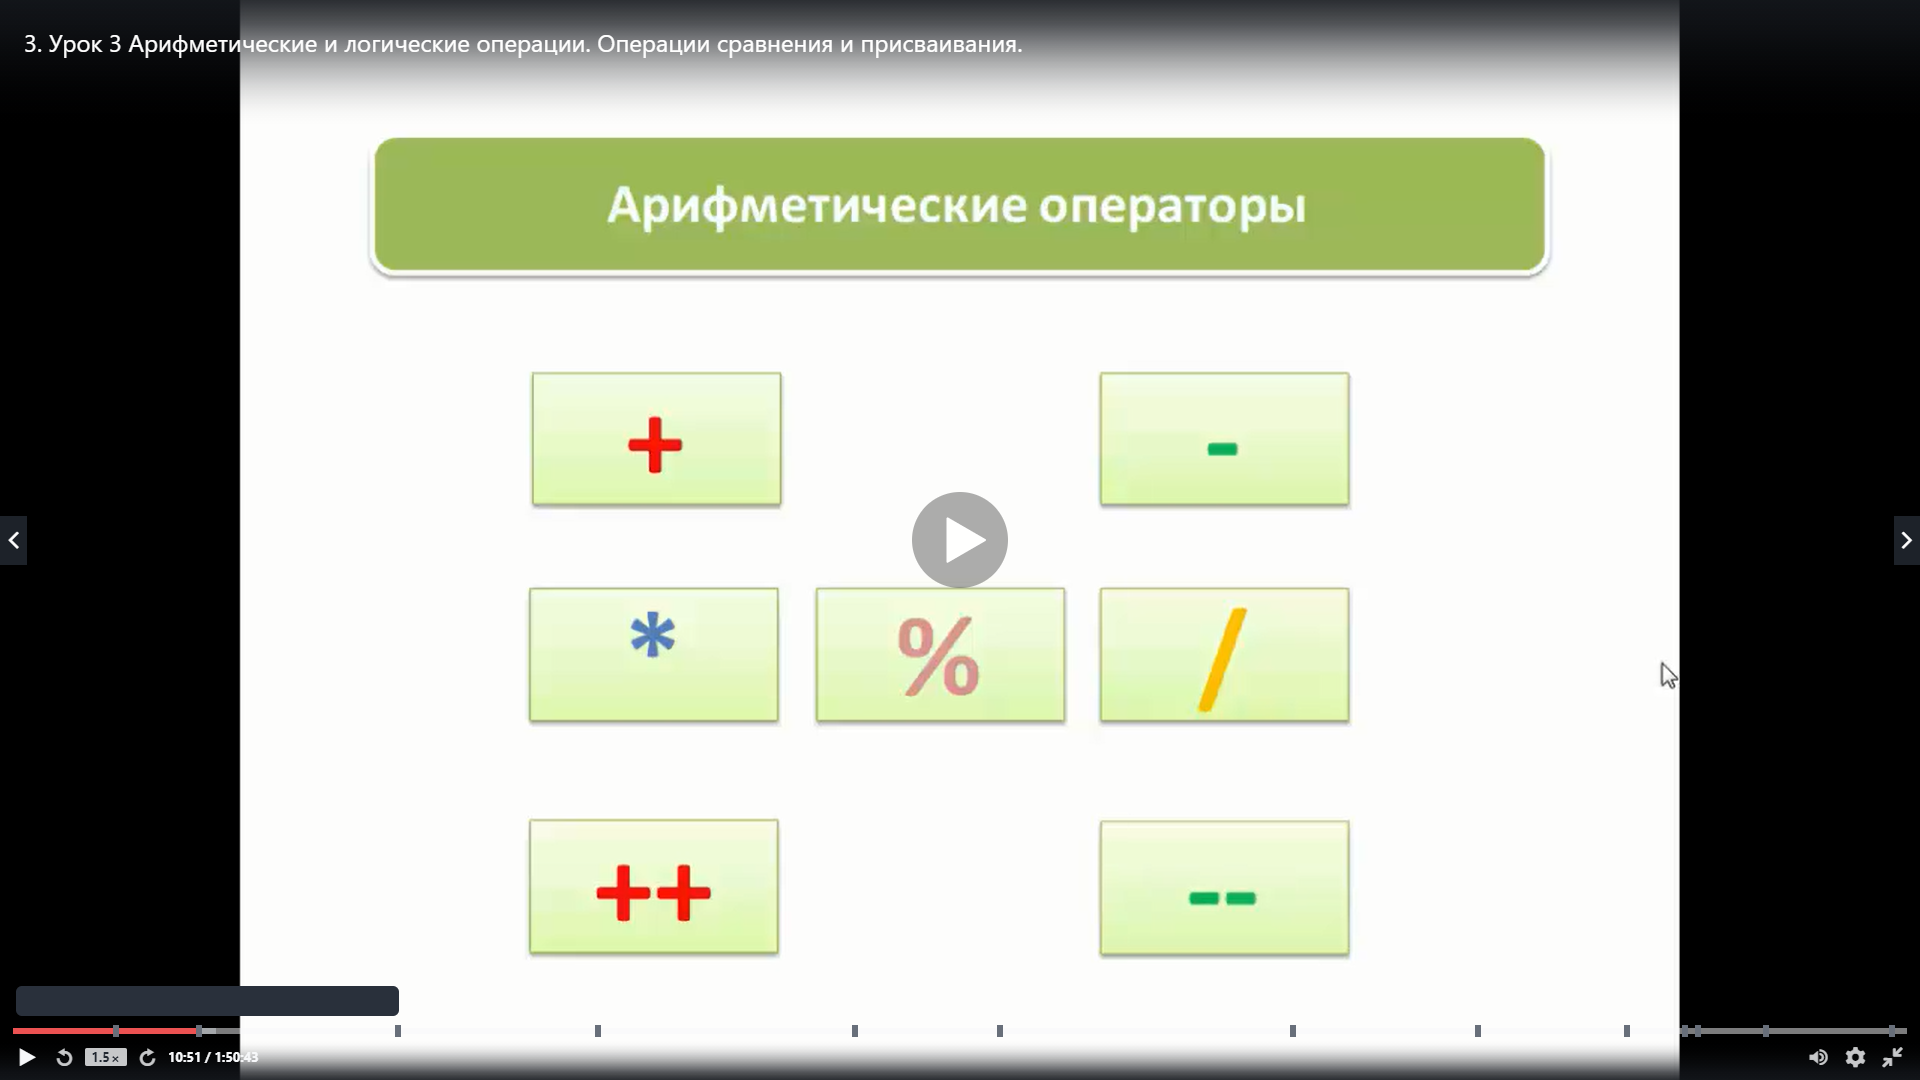 3. Урок 3 Арифметические и логические операции. Операции сравнения и присваивания.
Арифметические операторы
+ -
* % /
++ --
1.5× 10:51 / 1:50:43